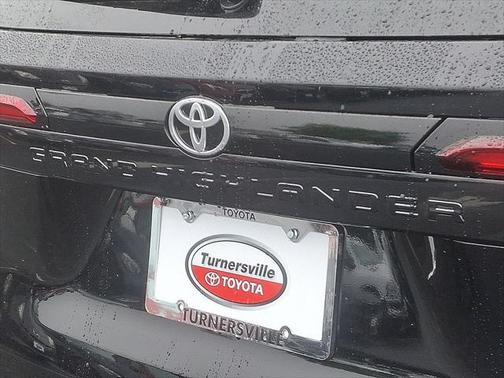 GRAND HIGHLANDER
TOYOTA
Turnersville
TOYOTA
TURNERSVILLE